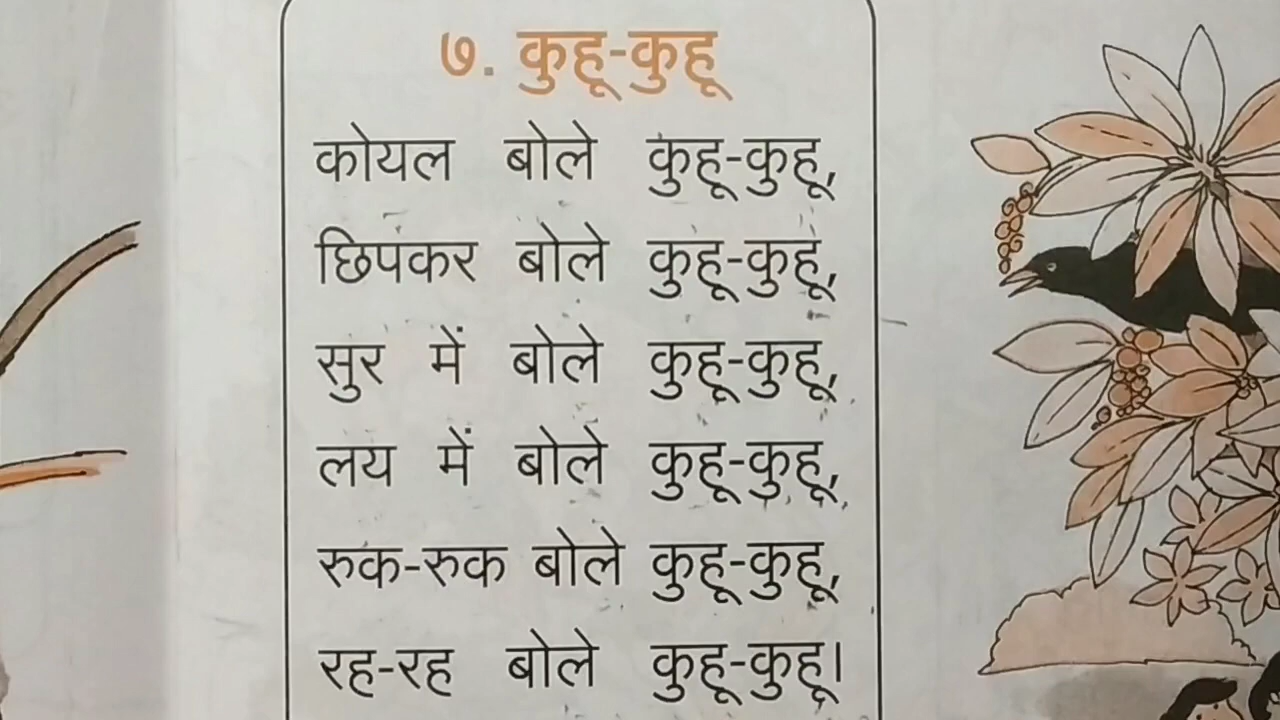 ७. कुहू-कुहू
कोयल बोले कुहू-कुहू,
छिपकर बोले कुहू-कुहू,
सुर में बोले कुहू-कुहू,
लय में बोले कुहू-कुहू,
रुक-रुक बोले कुहू-कुहू,
रह-रह बोले कुहू-कुहू।